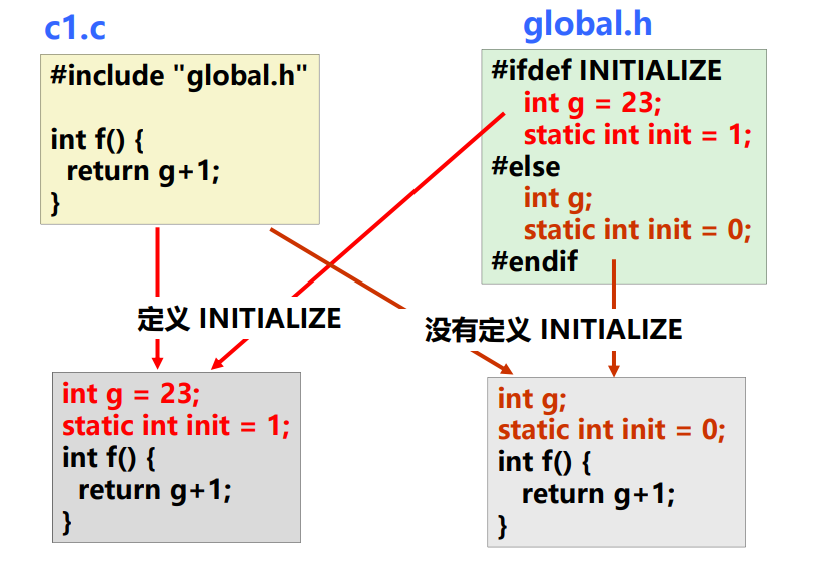 c1.c
#include "global.h"
int f() {
return g+1;
}
global.h
#ifdef INITIALIZE
int g = 23;
static int init = 1;
#else
int g;
static int init = 0;
#endif
定义 INITIALIZE
没有定义 INITIALIZE
int g = 23;
static int init = 1;
int f() {
return g+1;
}
int g;
static int init = 0;
int f() {
return g+1;
}